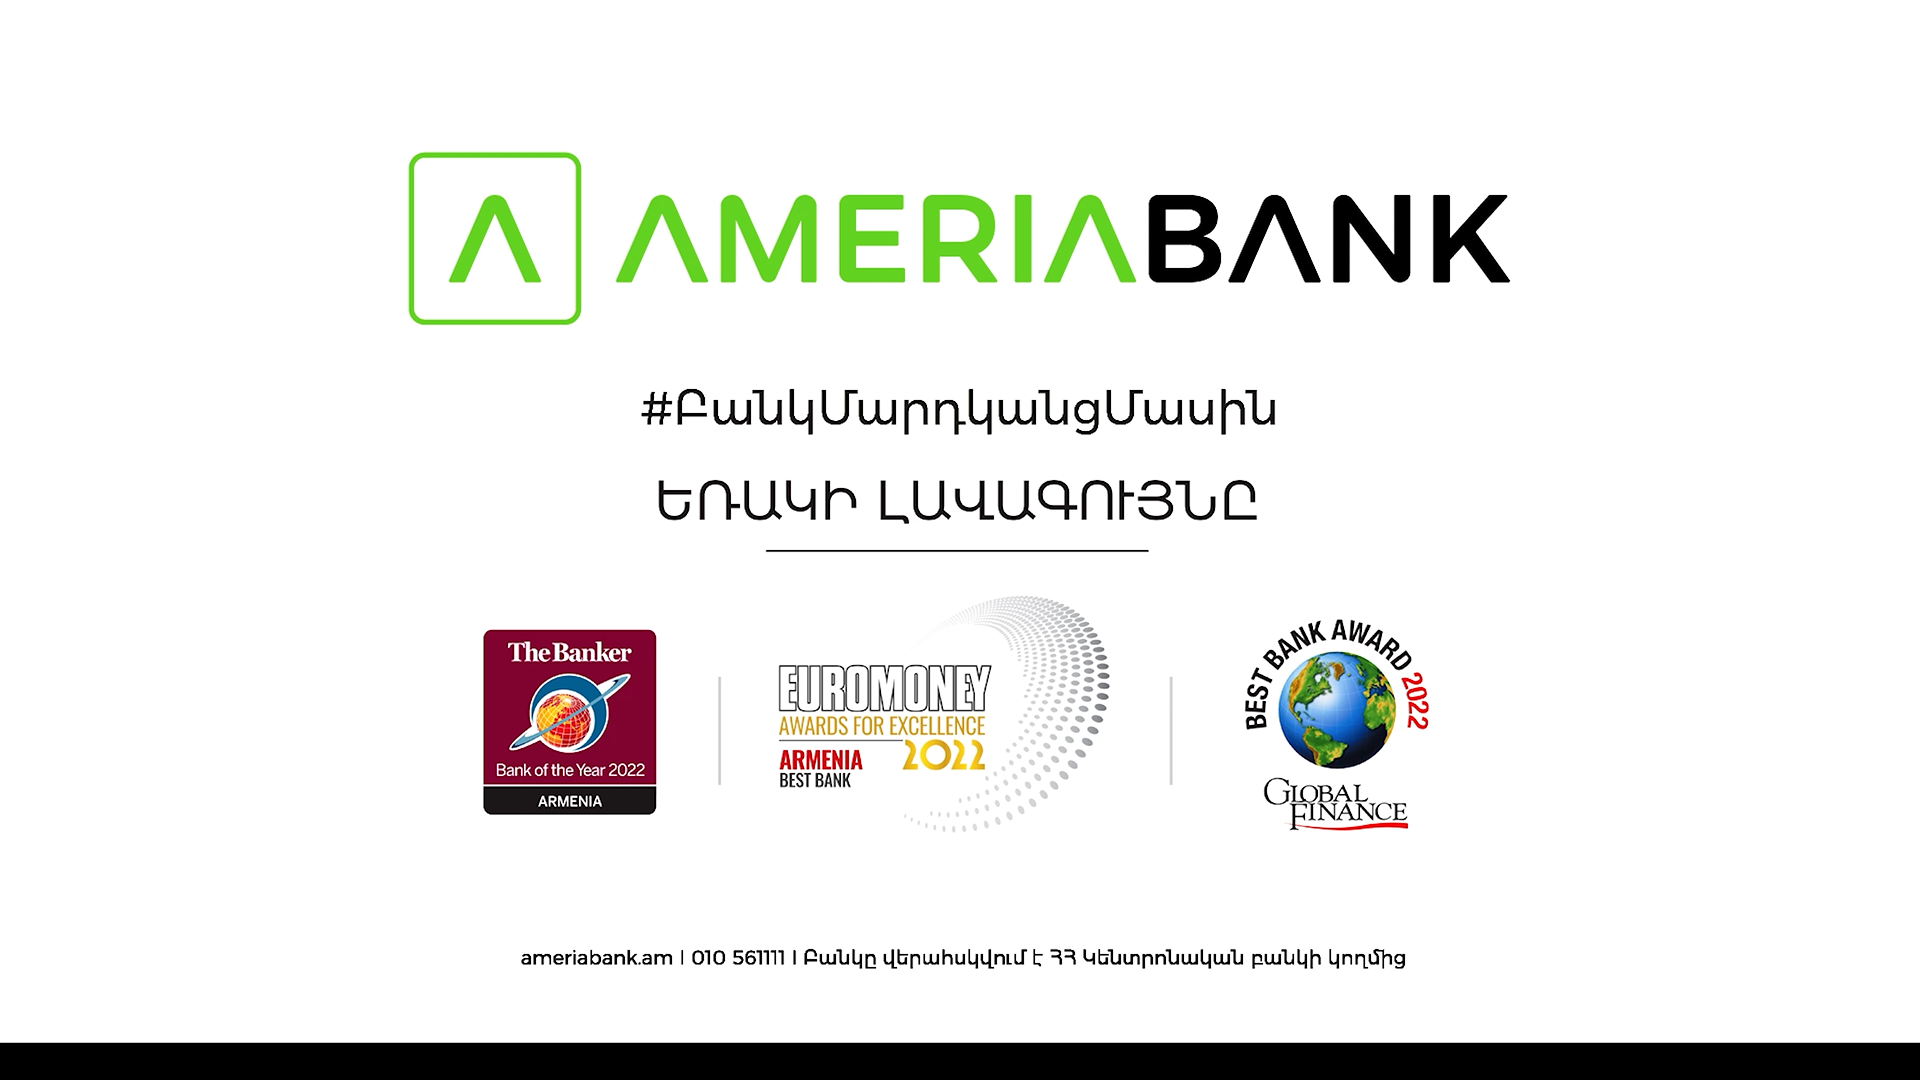 AMERIABANK
#ԲանկՄարդկանցՄասին
ԵՌԱԿԻ ԼԱՎԱԳՈՒՅՆԸ
The Banker
Bank of the Year 2022
ARMENIA
EUROMONEY
AWARDS FOR EXCELLENCE
2022
ARMENIA
BEST BANK
BEST BANK AWARD 2022
GLOBAL
FINANCE
ameriabank.am | 010 561111 | Բանկը վերահսկվում է ՀՀ Կենտրոնական բանկի կողմից